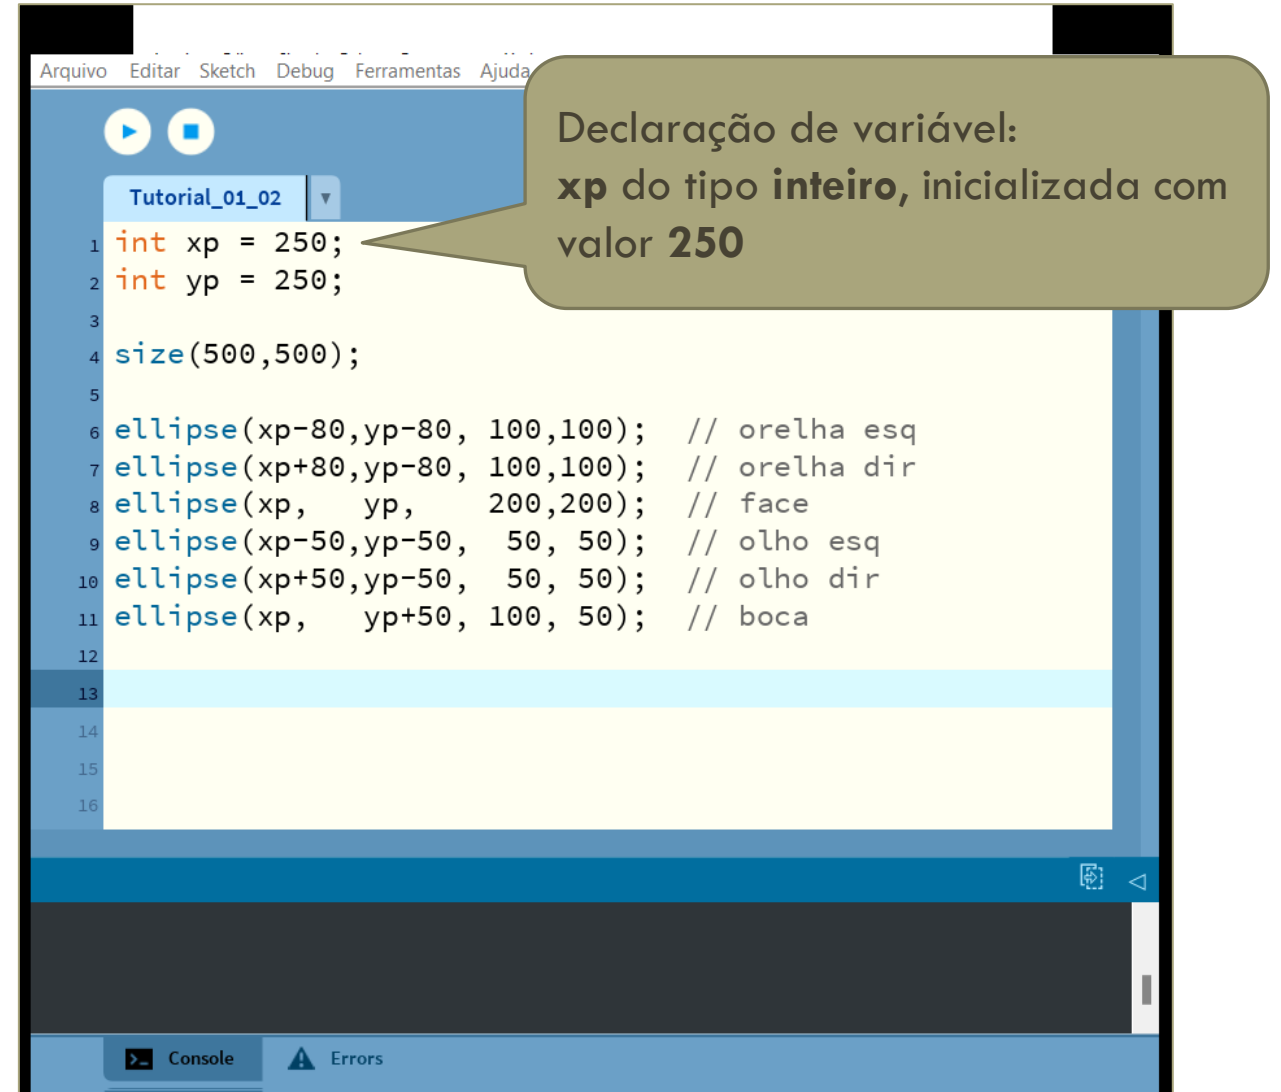 Arquivo Editar Sketch Debug Ferramentas Ajuda
Declaração de variável:
xp do tipo inteiro, inicializada com
valor 250
Tutorial_01_02
1 int xp = 250;
2 int yp = 250;
3
4 size(500,500);
5
6 ellipse(xp-80,yp-80, 100,100);  // orelha esq
7 ellipse(xp+80,yp-80, 100,100);  // orelha dir
8 ellipse(xp,   yp,    200,200);  // face
9 ellipse(xp-50,yp-50,  50, 50);  // olho esq
10 ellipse(xp+50,yp-50,  50, 50);  // olho dir
11 ellipse(xp,   yp+50, 100, 50);  // boca
12
13
14
15
16
Console
Errors